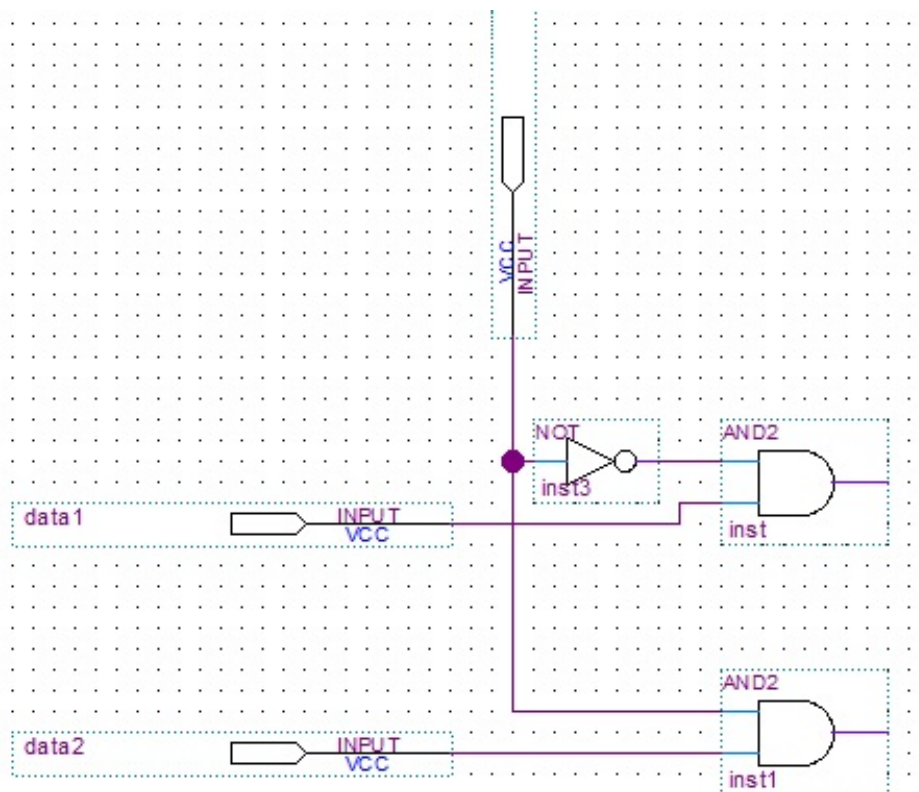 VCC
INPUT
NOT
inst3
AND2
inst
data1
INPUT
VCC
AND2
inst1
data2
INPUT
VCC